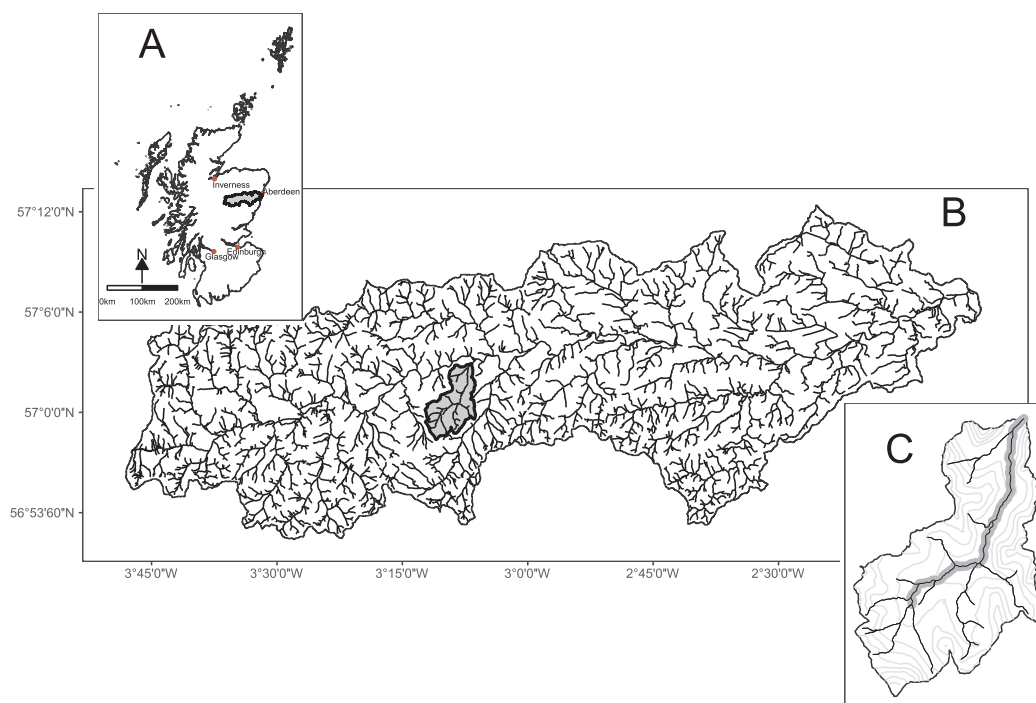 A
Inverness
Aberdeen
Edinburgh
Glasgow
N
0km 100km 200km
B
57°12'0"N
57°6'0"N
57°0'0"N
56°53'60"N
3°45'0"W 3°30'0"W 3°15'0"W 3°0'0"W 2°45'0"W 2°30'0"W
C